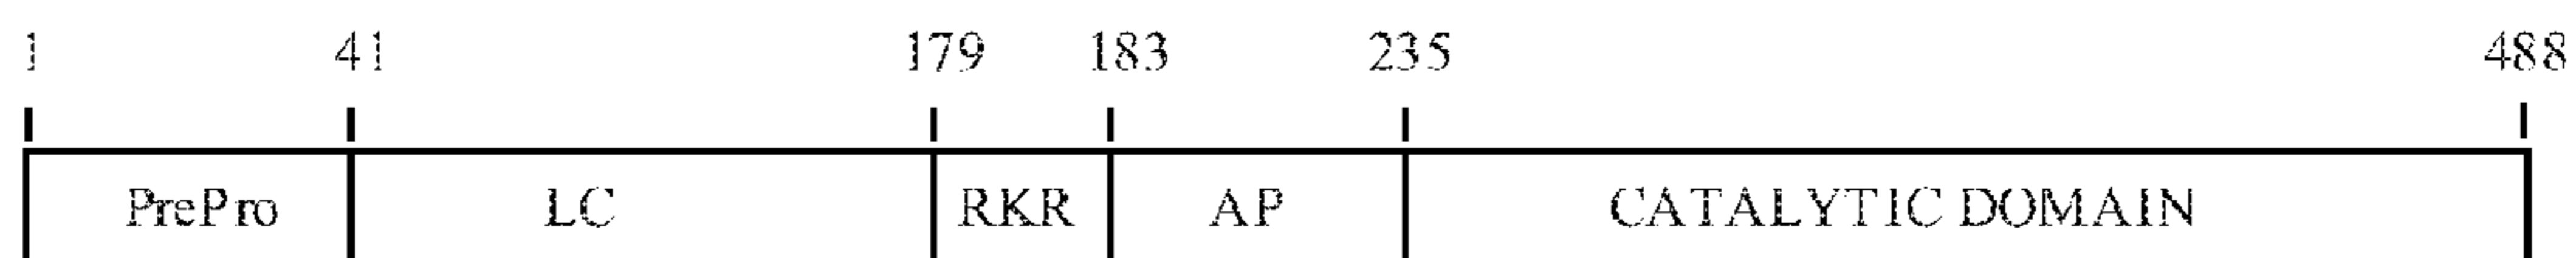 1 41 179 183 235 488
PrePro LC RKR AP CATALYTIC DOMAIN